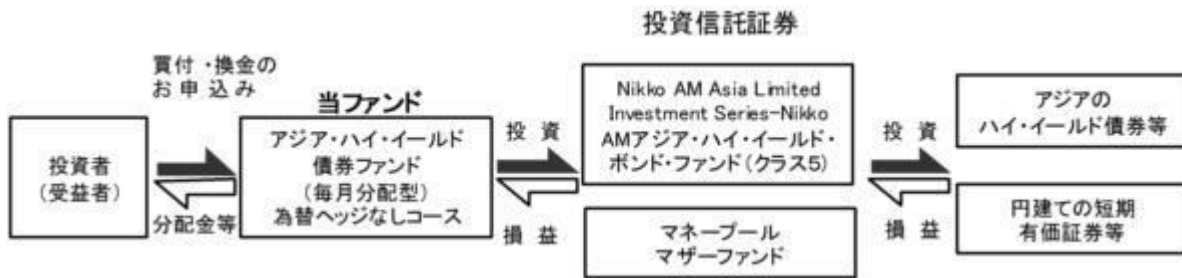 投資信託証券
買付・換金の
お申込み
当ファンド
投資者
(受益者)
分配金等
アジア・ハイ・イールド
債券ファンド
(毎月分配型)
為替ヘッジなしコース
投資
損益
Nikko AM Asia Limited
Investment Series-Nikko
AMアジア・ハイ・イールド・
ボンド・ファンド(クラス5)
マネープール
マザーファンド
投資
損益
アジアの
ハイ・イールド債券等
円建ての短期
有価証券等